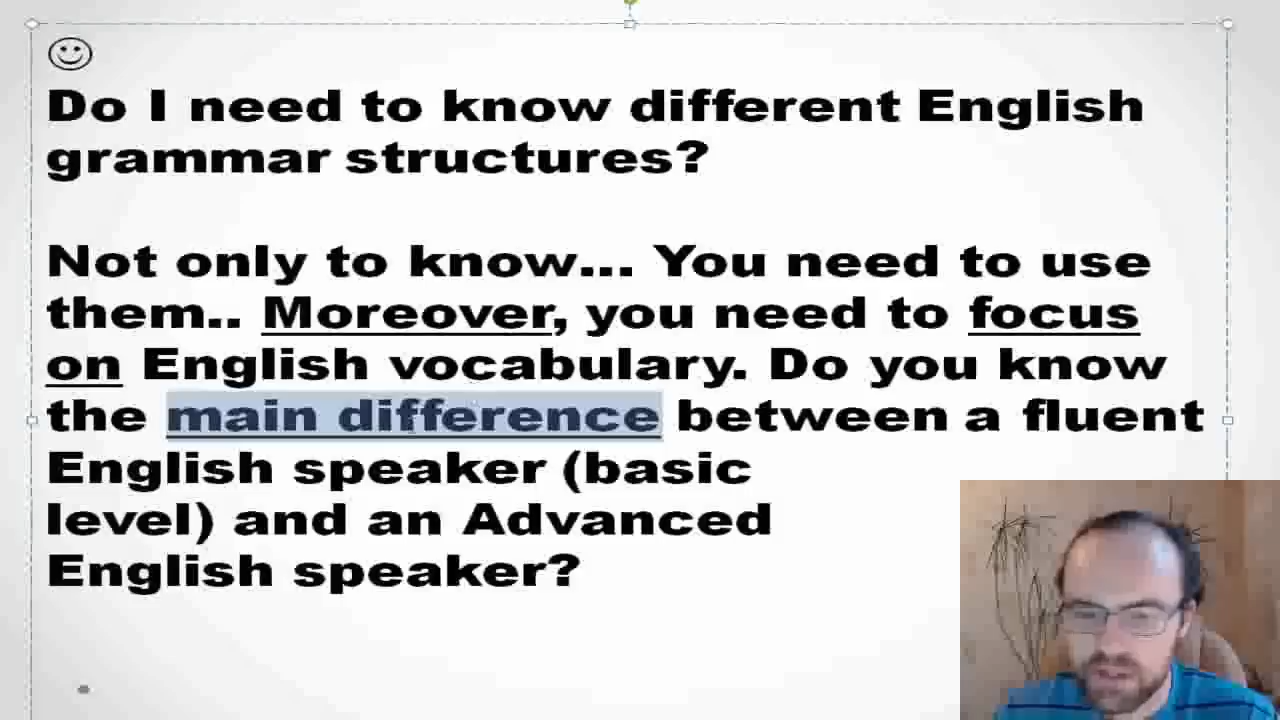 Do I need to know different English
grammar structures?
Not only to know... You need to use
them.. Moreover, you need to focus
on English vocabulary. Do you know
the main difference between a fluent
English speaker (basic
level) and an Advanced
English speaker?